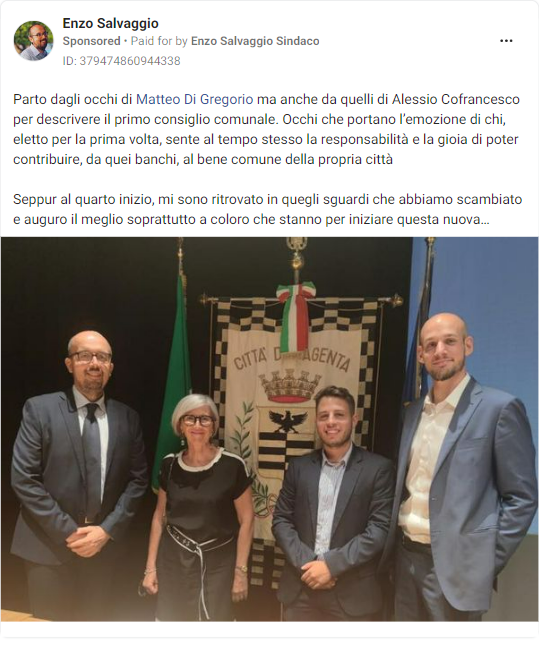 Enzo Salvaggio
Sponsored • Paid for by Enzo Salvaggio Sindaco
ID: 379474860944338
Parto dagli occhi di Matteo Di Gregorio ma anche da quelli di Alessio Cofrancesco
per descrivere il primo consiglio comunale. Occhi che portano l'emozione di chi,
eletto per la prima volta, sente al tempo stesso la responsabilità e la gioia di poter
contribuire, da quei banchi, al bene comune della propria città
Seppur al quarto inizio, mi sono ritrovato in quegli sguardi che abbiamo scambiato
e auguro il meglio soprattutto a coloro che stanno per iniziare questa nuova...
CITTÀ D AGENTA